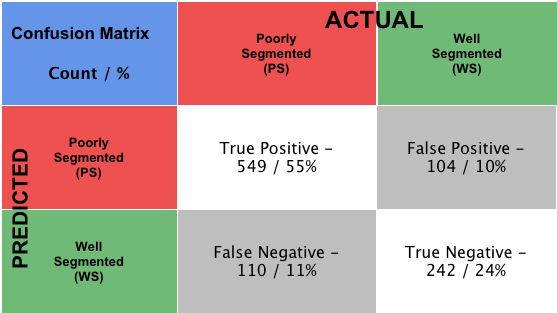 ACTUAL
Confusion Matrix
Count / %
Poorly
Segmented
(PS)
Well
Segmented
(WS)
PREDICTED
Poorly
Segmented
(PS)
True Positive –
549 / 55%
False Positive –
104 / 10%
Well
Segmented
(WS)
False Negative –
110 / 11%
True Negative –
242 / 24%